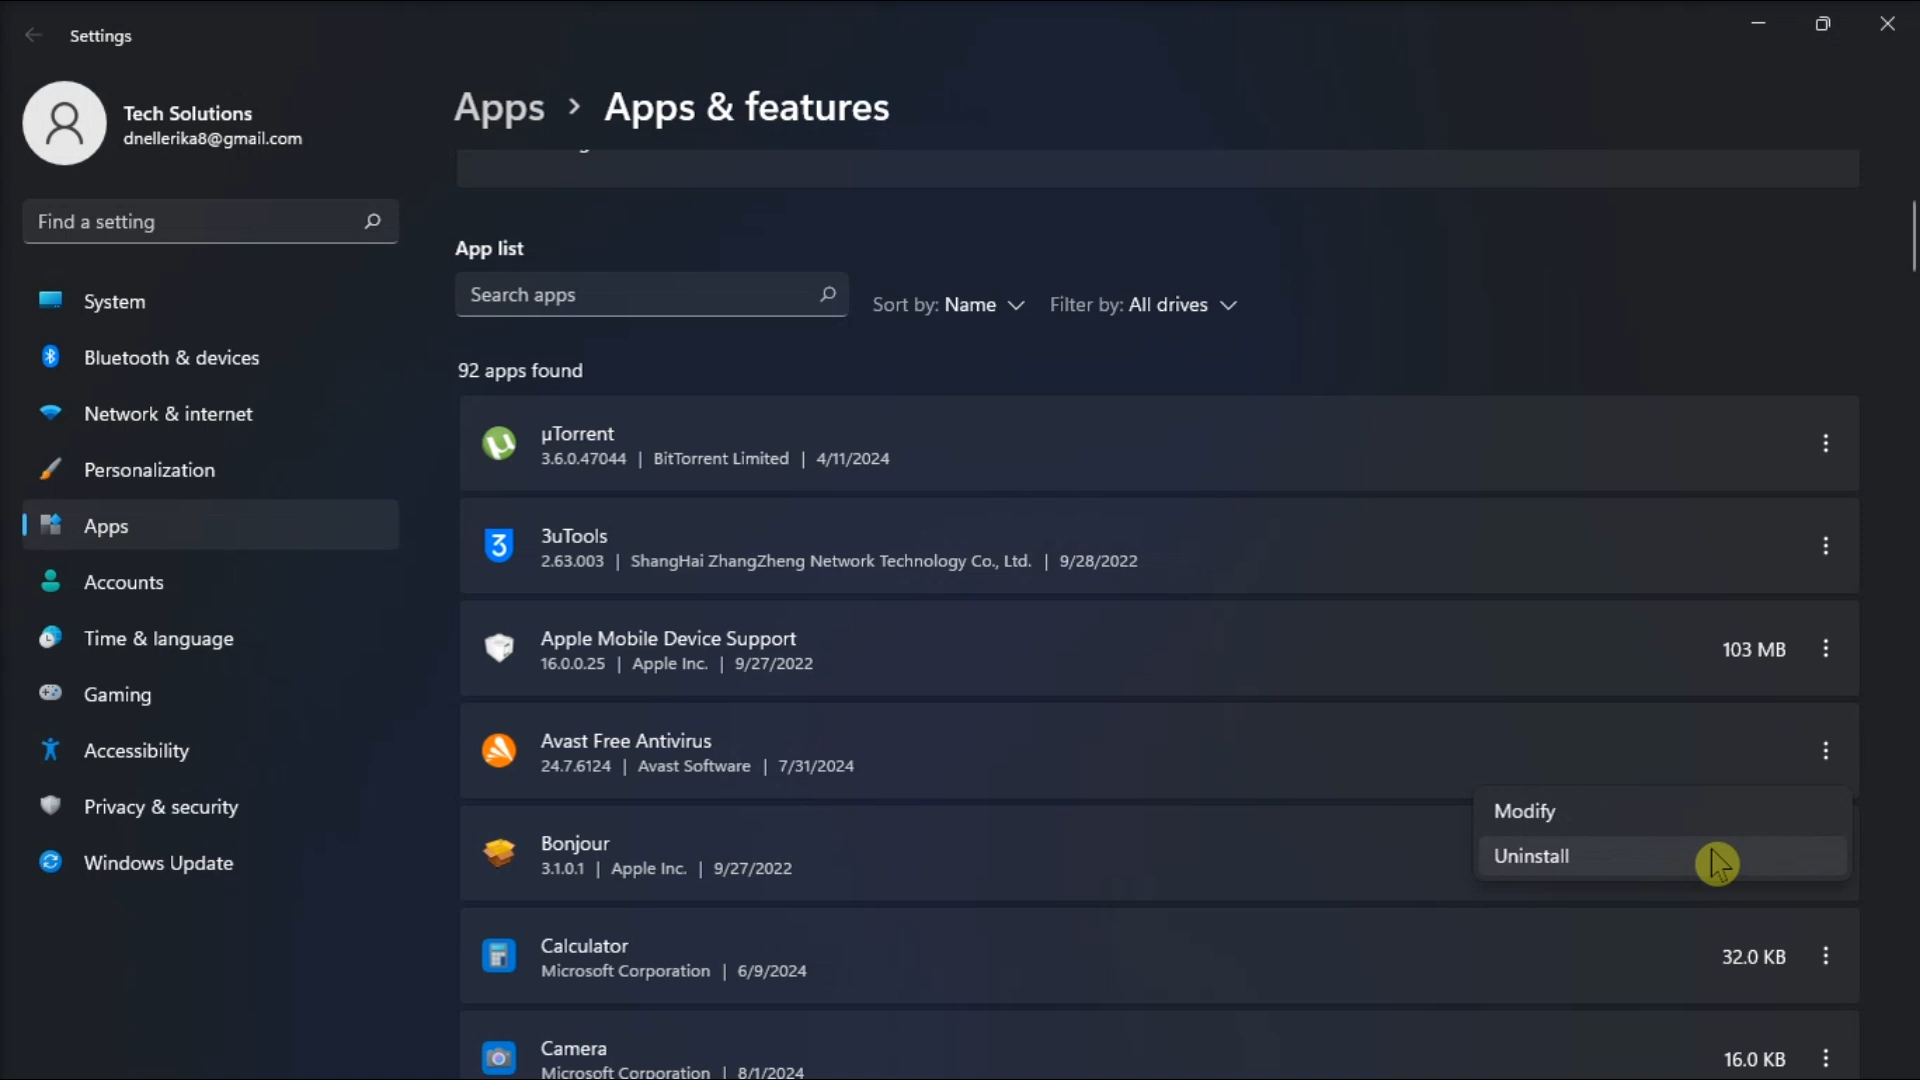 Settings
Tech Solutions
dnellerika8@gmail.com
Find a setting
System
Bluetooth & devices
Network & internet
Personalization
Apps
Accounts
Time & language
Gaming
Accessibility
Privacy & security
Windows Update
Apps > Apps & features
App list
Search apps
Sort by: Name Filter by: All drives
92 apps found
µTorrent
3.6.0.47044 | BitTorrent Limited | 4/11/2024
3uTools
2.63.003 | ShangHai ZhangZheng Network Technology Co., Ltd. | 9/28/2022
Apple Mobile Device Support
16.0.0.25 | Apple Inc. | 9/27/2022
103 MB
Avast Free Antivirus
24.7.6124 | Avast Software | 7/31/2024
Modify
Uninstall
Bonjour
3.1.0.1 | Apple Inc. | 9/27/2022
Calculator
Microsoft Corporation | 6/9/2024
32.0 KB
Camera
Microsoft Corporation | 8/1/2024
16.0 KB